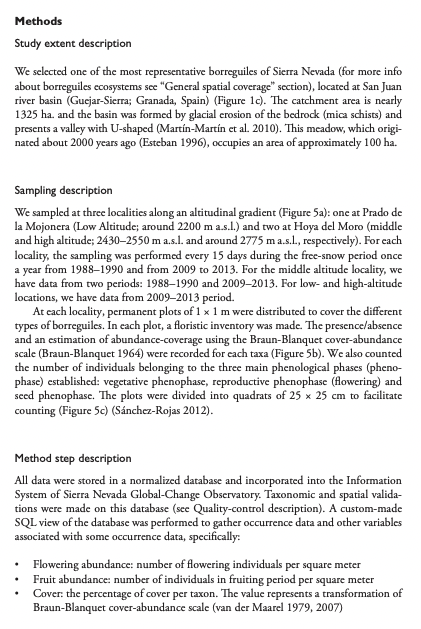 Methods
Study extent description
We selected one of the most representative borreguiles of Sierra Nevada (for more info
about borreguiles ecosystems see “General spatial coverage” section), located at San Juan
river basin (Guejar-Sierra; Granada, Spain) (Figure 1c). The catchment area is nearly
1325 ha. and the basin was formed by glacial erosion of the bedrock (mica schists) and
presents a valley with U-shaped (Martín-Martín et al. 2010). This meadow, which origi-
nated about 2000 years ago (Esteban 1996), occupies an area of approximately 100 ha.
Sampling description
We sampled at three localities along an altitudinal gradient (Figure 5a): one at Prado de
la Mojonera (Low Altitude; around 2200 m a.s.l.) and two at Hoya del Moro (middle
and high altitude; 2430–2550 m a.s.l. and around 2775 m a.s.l., respectively). For each
locality, the sampling was performed every 15 days during the free-snow period once
a year from 1988–1990 and from 2009 to 2013. For the middle altitude locality, we
have data from two periods: 1988–1990 and 2009–2013. For low- and high-altitude
locations, we have data from 2009–2013 period.
At each locality, permanent plots of 1 × 1 m were distributed to cover the different
types of borreguiles. In each plot, a floristic inventory was made. The presence/absence
and an estimation of abundance-coverage using the Braun-Blanquet cover-abundance
scale (Braun-Blanquet 1964) were recorded for each taxa (Figure 5b). We also counted
the number of individuals belonging to the three main phenological phases (pheno-
phase) established: vegetative phenophase, reproductive phenophase (flowering) and
seed phenophase. The plots were divided into quadrats of 25 × 25 cm to facilitate
counting (Figure 5c) (Sánchez-Rojas 2012).
Method step description
All data were stored in a normalized database and incorporated into the Information
System of Sierra Nevada Global-Change Observatory. Taxonomic and spatial valida-
tions were made on this database (see Quality-control description). A custom-made
SQL view of the database was performed to gather occurrence data and other variables
associated with some occurrence data, specifically:
• Flowering abundance: number of flowering individuals per square meter
• Fruit abundance: number of individuals in fruiting period per square meter
• Cover: the percentage of cover per taxon. The value represents a transformation of
Braun-Blanquet cover-abundance scale (van der Maarel 1979, 2007)